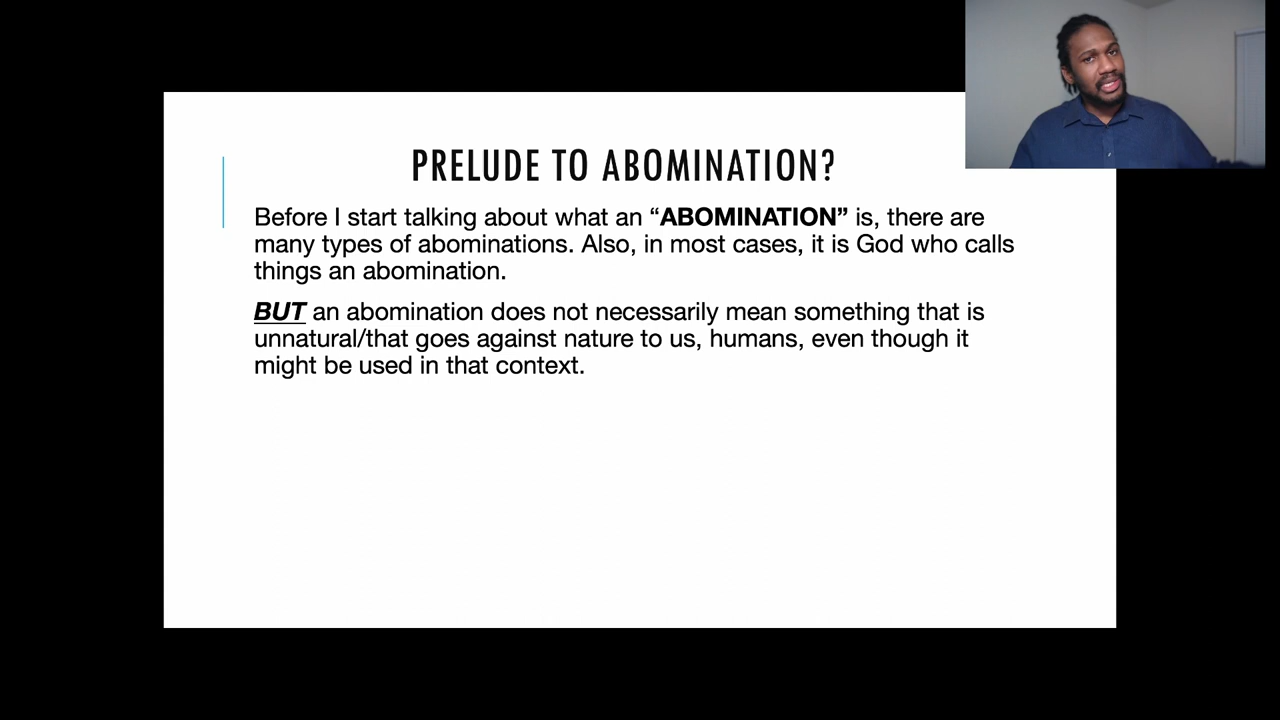 PRELUDE TO ABOMINATION?
Before I start talking about what an “ABOMINATION” is, there are
many types of abominations. Also, in most cases, it is God who calls
things an abomination.
BUT an abomination does not necessarily mean something that is
unnatural/that goes against nature to us, humans, even though it
might be used in that context.